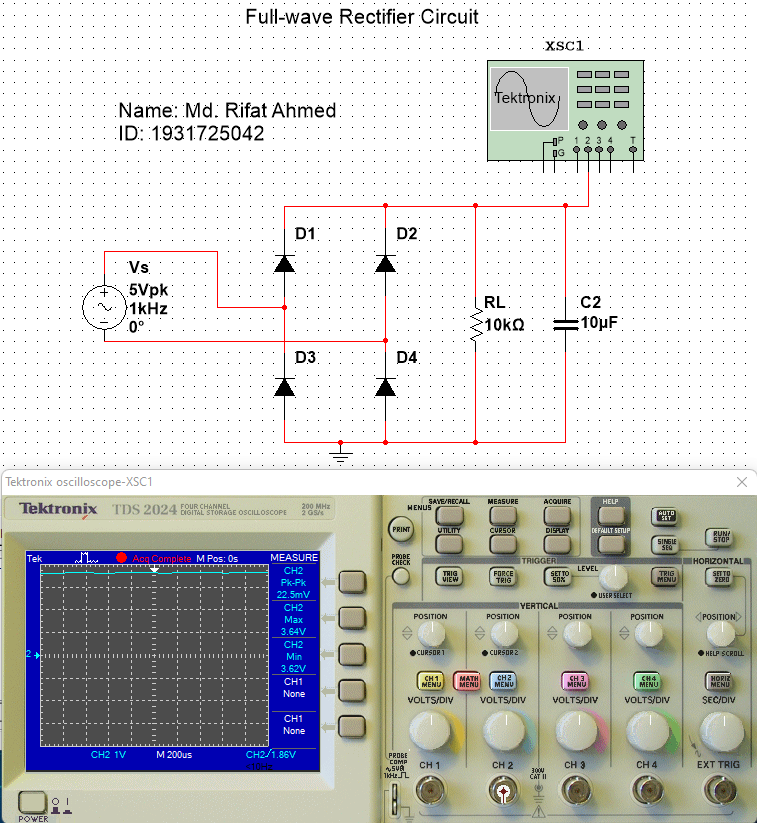 Full-wave Rectifier Circuit
XSC1
Tektronix
P
G
1 2 3 4 T
Name: Md. Rifat Ahmed
ID: 1931725042
D1
D2
Vs
5Vpk
1kHz
0°
RL
10kΩ
C2
10µF
D3
D4
Tektronix oscilloscope-XSC1
Tektronix TDS 2024 FOUR CHANNEL DIGITAL STORAGE OSCILLOSCOPE 200 MHz 2 GS/s
Tek Acq Complete M Pos: 0s MEASURE
CH2
Pk-Pk
22.5mV
CH2
Max
3.64V
CH2
Min
3.62V
CH1
None
CH1
None
2
CH2 1V M 200us CH2/1.86V
POWER
MENUS
SAVE/RECALL MEASURE ACQUIRE HELP
AUTO SET
PRINT
UTILITY CURSOR DISPLAY DEFAULT SETUP
SINGLE SEQ
RUN/STOP
PROBE CHECK
TRIGGER
LEVEL
HORIZONTAL
TRIG VIEW
FORCE TRIG
SET TO 50%
USER SELECT
TRIG MENU
SET TO ZERO
VERTICAL
POSITION POSITION POSITION POSITION POSITION
CURSOR 1 CURSOR 2 HELP SCROLL
CH 1 MENU
MATH MENU
CH 2 MENU
CH 3 MENU
CH 4 MENU
HORIZ MENU
VOLTS/DIV VOLTS/DIV VOLTS/DIV VOLTS/DIV SEC/DIV
PROBE COMP
~5V
1kHz
CH 1 CH 2 CH 3 CH 4 EXT TRIG
300V
CAT II